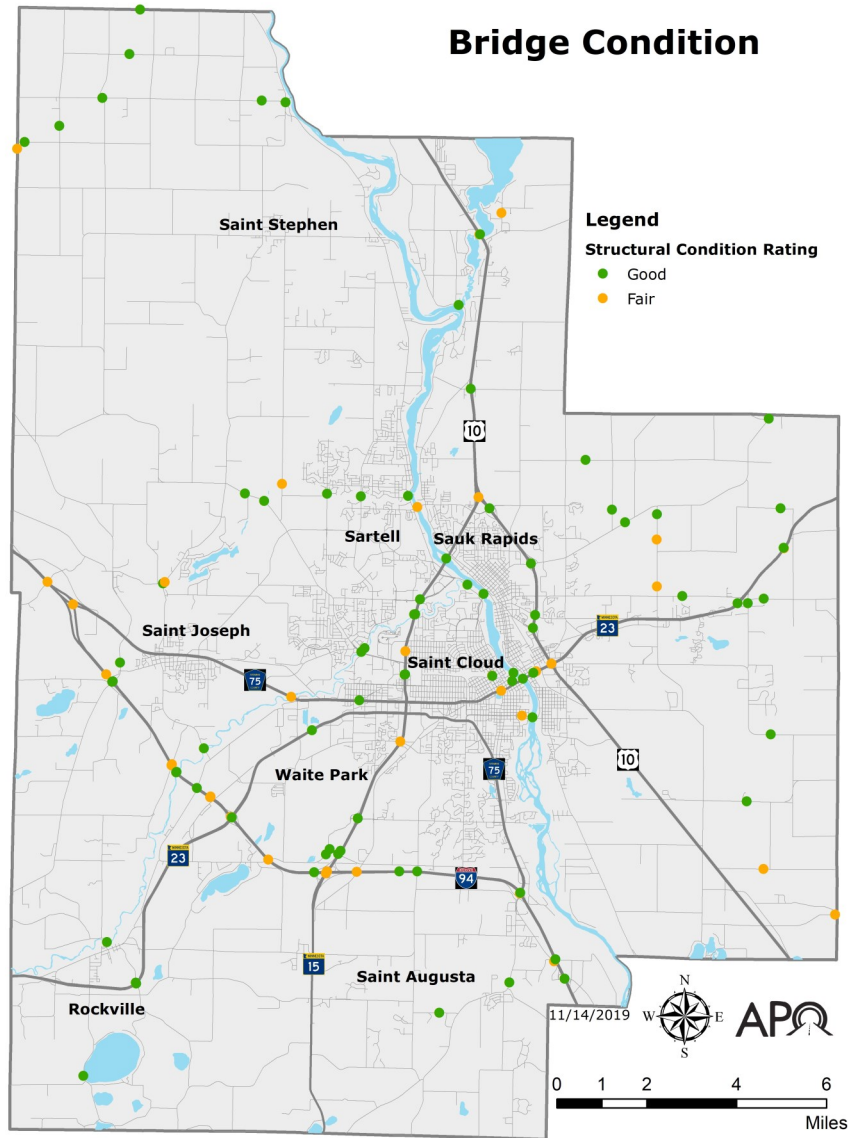 Bridge Condition
Saint Stephen
Legend
Structural Condition Rating
Good
Fair
10
Sartell
Sauk Rapids
23
Saint Joseph
Saint Cloud
75
10
75
Waite Park
23
94
15
Saint Augusta
Rockville
11/14/2019
N
W
E
S
APO
0 1 2 4 6
Miles